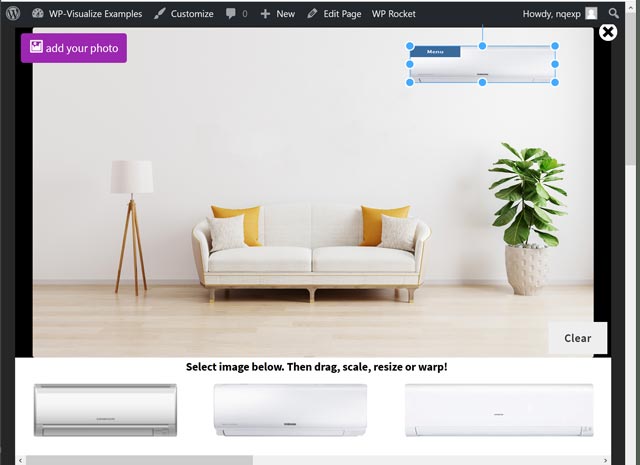 WP-Visualize Examples Customize 0 New Edit Page WP Rocket Howdy, nqexp
add your photo
Menu
Clear
Select image below. Then drag, scale, resize or warp!
SAMSUNG